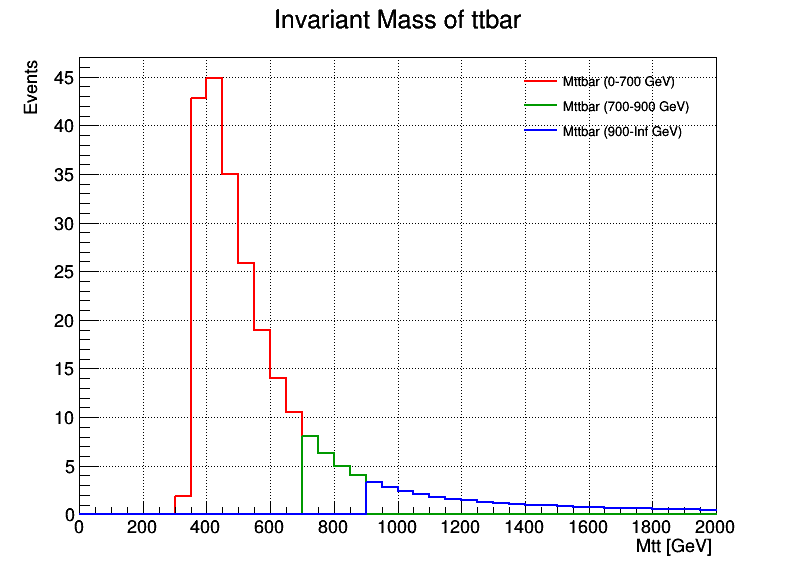 Invariant Mass of ttbar
Events
45
40
35
30
25
20
15
10
5
0
Mttbar (0-700 GeV)
Mttbar (700-900 GeV)
Mttbar (900-Inf GeV)
0 200 400 600 800 1000 1200 1400 1600 1800 2000
Mtt [GeV]